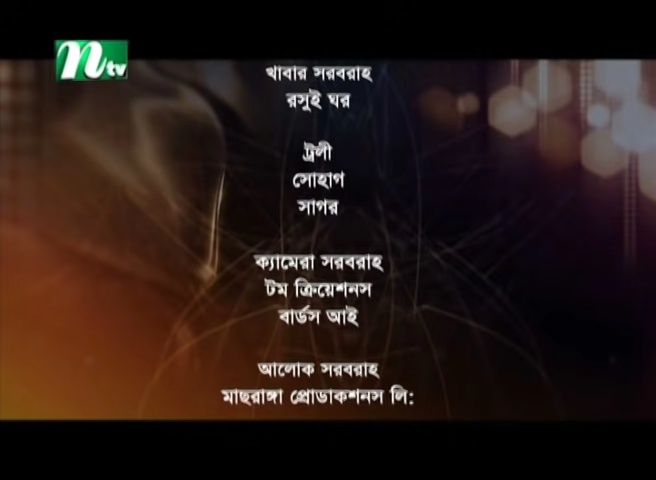 ntv
খাবার সরবরাহ
রসুই ঘর
ট্রলী
সোহাগ
সাগর
ক্যামেরা সরবরাহ
টম ক্রিয়েশনস
বার্ডস আই
আলোক সরবরাহ
মাছরাঙ্গা প্রোডাকশনস লি: